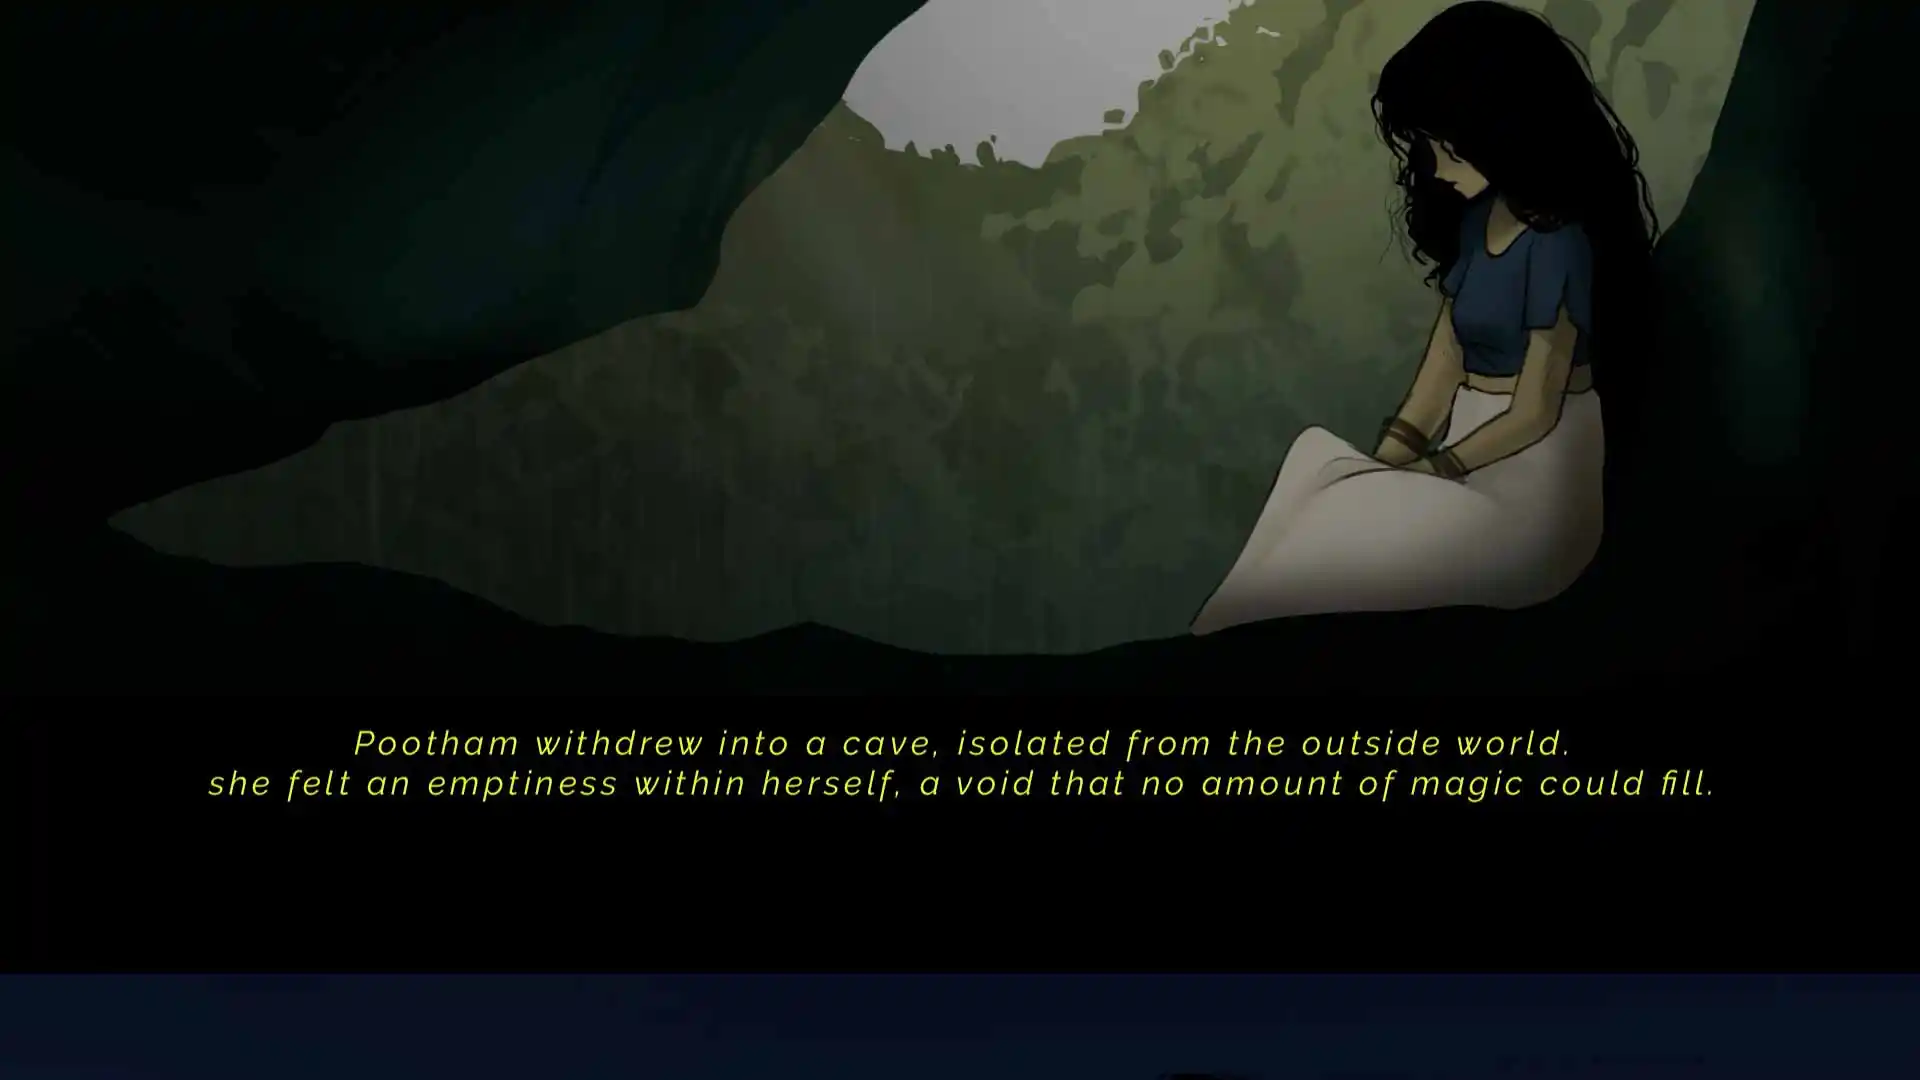 Pootham withdrew into a cave, isolated from the outside world.
she felt an emptiness within herself, a void that no amount of magic could fill.